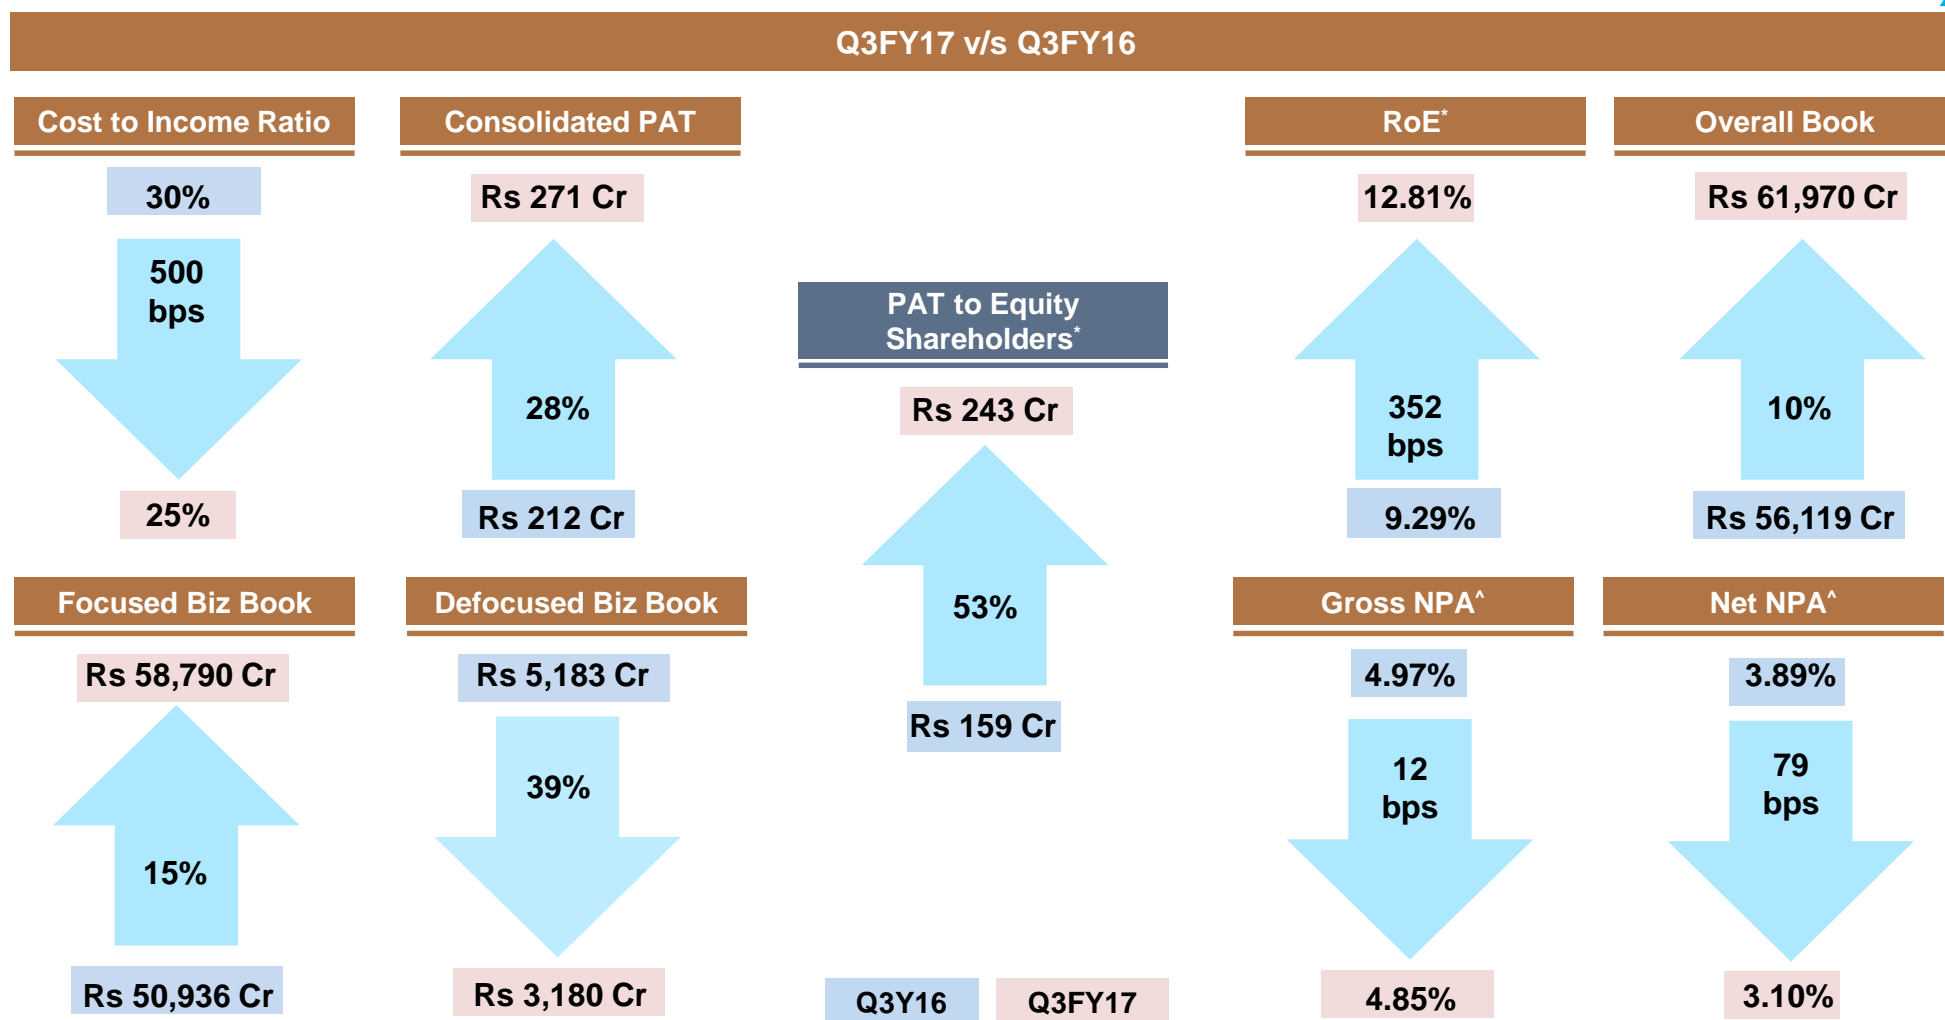 Q3FY17 v/s Q3FY16
Cost to Income Ratio
30%
500
bps
25%
Consolidated PAT
Rs 271 Cr
28%
Rs 212 Cr
PAT to Equity
Shareholders*
Rs 243 Cr
53%
Rs 159 Cr
RoE*
12.81%
352
bps
9.29%
Overall Book
Rs 61,970 Cr
10%
Rs 56,119 Cr
Focused Biz Book
Rs 58,790 Cr
15%
Rs 50,936 Cr
Defocused Biz Book
Rs 5,183 Cr
39%
Rs 3,180 Cr
Gross NPA^
4.97%
12
bps
4.85%
Net NPA^
3.89%
79
bps
3.10%
Q3Y16
Q3FY17